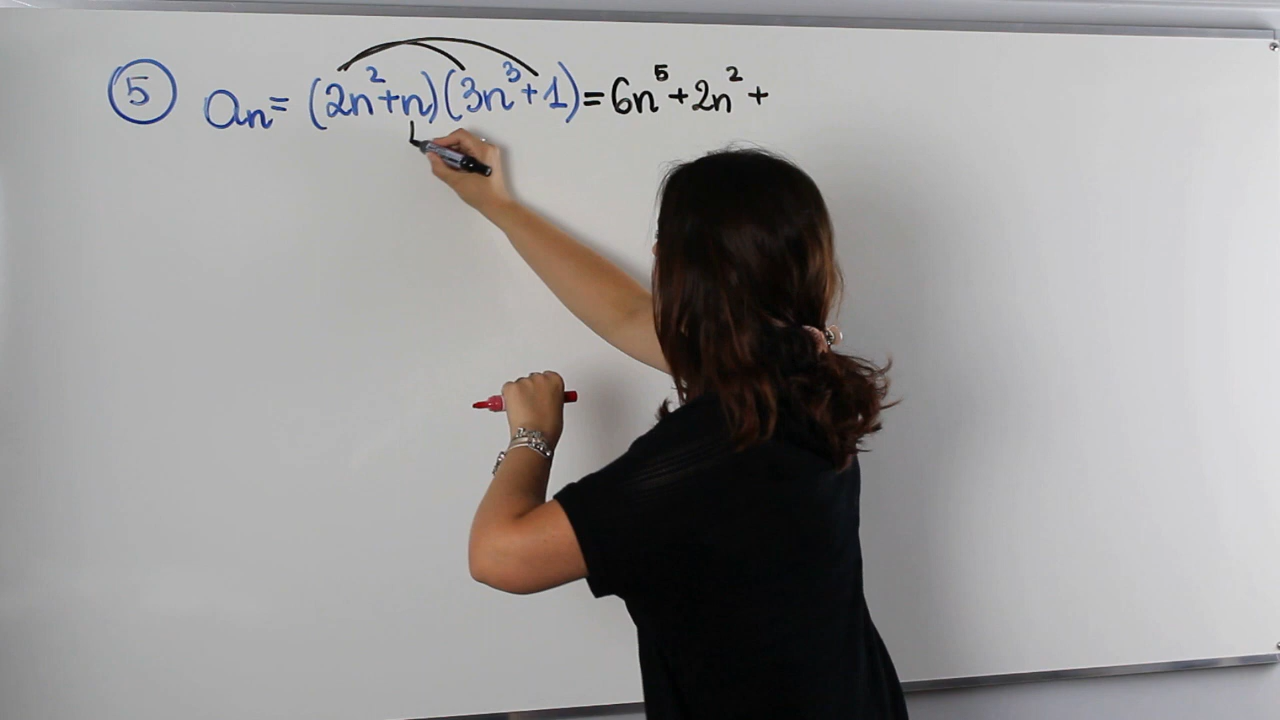 ⑤ aₙ= (2n²+n)(3n³+1)=6n⁵+2n²+